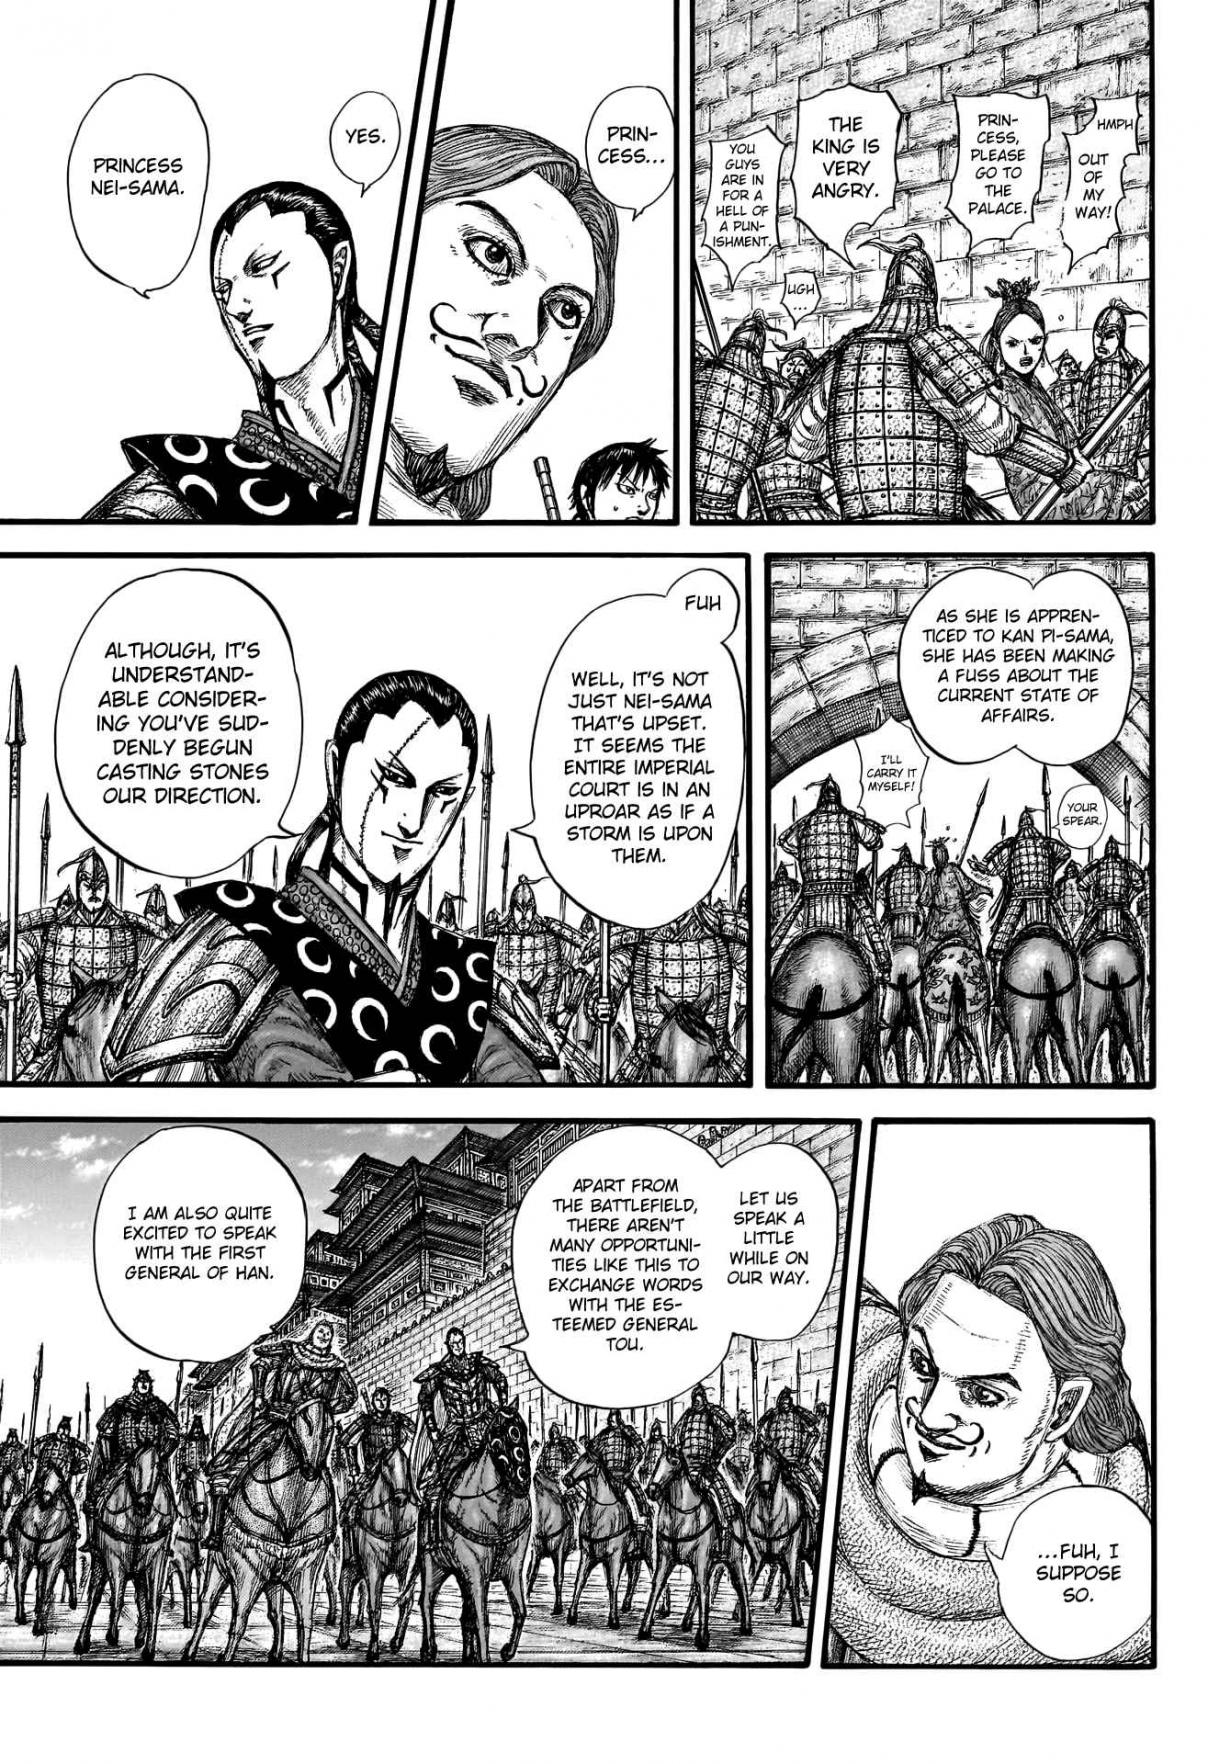 HMPH
OUT
OF
MY
WAY!
PRIN-
CESS,
PLEASE
GO TO
THE
PALACE.
THE
KING IS
VERY
ANGRY.
YOU
GUYS
ARE IN
FOR A
HELL OF
A PUN-
ISHMENT.
UGH
...
PRIN-
CESS...
YES.
PRINCESS
NEI-SAMA.
AS SHE IS APPREN-
TICED TO KAN PI-SAMA,
SHE HAS BEEN MAKING
A FUSS ABOUT THE
CURRENT STATE OF
AFFAIRS.
YOUR
SPEAR.
I'LL
CARRY IT
MYSELF!
FUH
WELL, IT'S NOT
JUST NEI-SAMA
THAT'S UPSET.
IT SEEMS THE
ENTIRE IMPERIAL
COURT IS IN AN
UPROAR AS IF A
STORM IS UPON
THEM.
ALTHOUGH, IT'S
UNDERSTAND-
ABLE CONSIDER-
ING YOU'VE SUD-
DENLY BEGUN
CASTING STONES
OUR DIRECTION.
...FUH, I
SUPPOSE
SO.
LET US
SPEAK A
LITTLE
WHILE ON
OUR WAY.
APART FROM
THE BATTLEFIELD,
THERE AREN'T
MANY OPPORTUNI-
TIES LIKE THIS TO
EXCHANGE WORDS
WITH THE ES-
TEEMED GENERAL
TOU.
I AM ALSO QUITE
EXCITED TO SPEAK
WITH THE FIRST
GENERAL OF HAN.